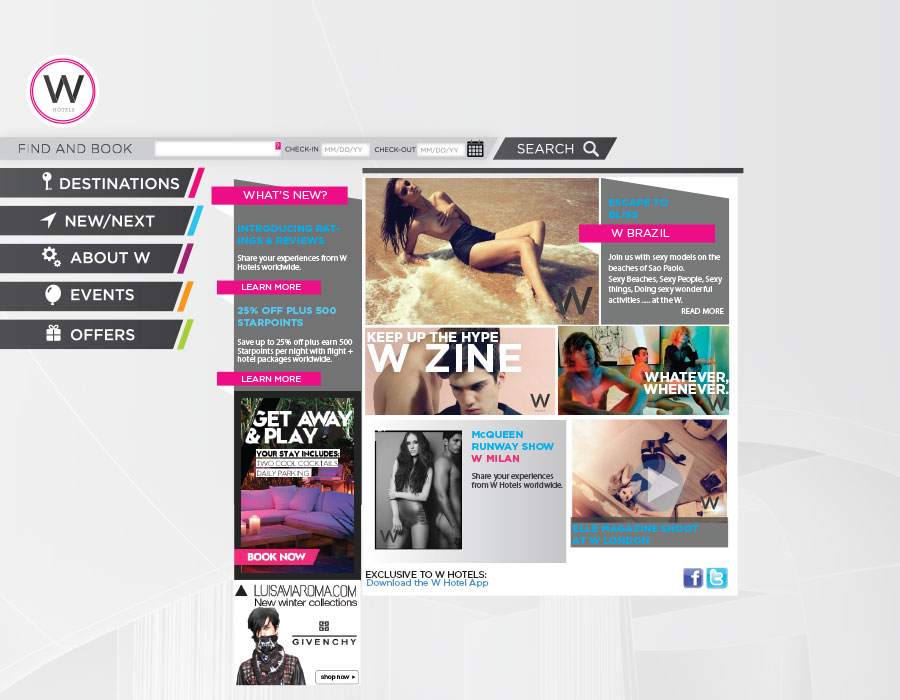 W
HOTELS
FIND AND BOOK
?
CHECK-IN
MM/DD/YY
CHECK-OUT
MM/DD/YY
SEARCH
DESTINATIONS
NEW/NEXT
ABOUT W
EVENTS
OFFERS
WHAT'S NEW?
INTRODUCING RAT-
INGS & REVIEWS
Share your experiences from W
Hotels worldwide.
LEARN MORE
25% OFF PLUS 500
STARPOINTS
Save up to 25% off plus earn 500
Starpoints per night with flight +
hotel packages worldwide.
LEARN MORE
GET AWAY
& PLAY
YOUR STAY INCLUDES:
TWO COOL COCKTAILS
DAILY PARKING
BOOK NOW
LUISAVIAROMA.COM
New winter collections
GIVENCHY
shop now
W
ESCAPE TO
BLISS
W BRAZIL
Join us with sexy models on the
beaches of Sao Paolo.
Sexy Beaches, Sexy People, Sexy
things, Doing sexy wonderful
activities ..... at the W.
READ MORE
KEEP UP THE HYPE
W ZINE
W
HOTELS
WHATEVER,
WHENEVER.
W
W
McQUEEN
RUNWAY SHOW
W MILAN
Share your experiences
from W Hotels worldwide.
W
ELLE MAGAZINE SHOOT
AT W LONDON
EXCLUSIVE TO W HOTELS:
Download the W Hotel App
f
t